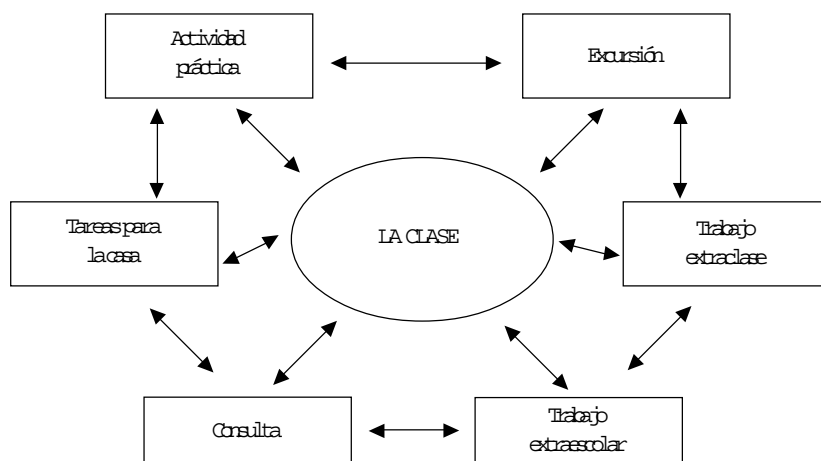 Actividad
práctica
Excursión
Tareas para
la casa
LA CLASE
Trabajo
extraclase
Consulta
Trabajo
extraescolar